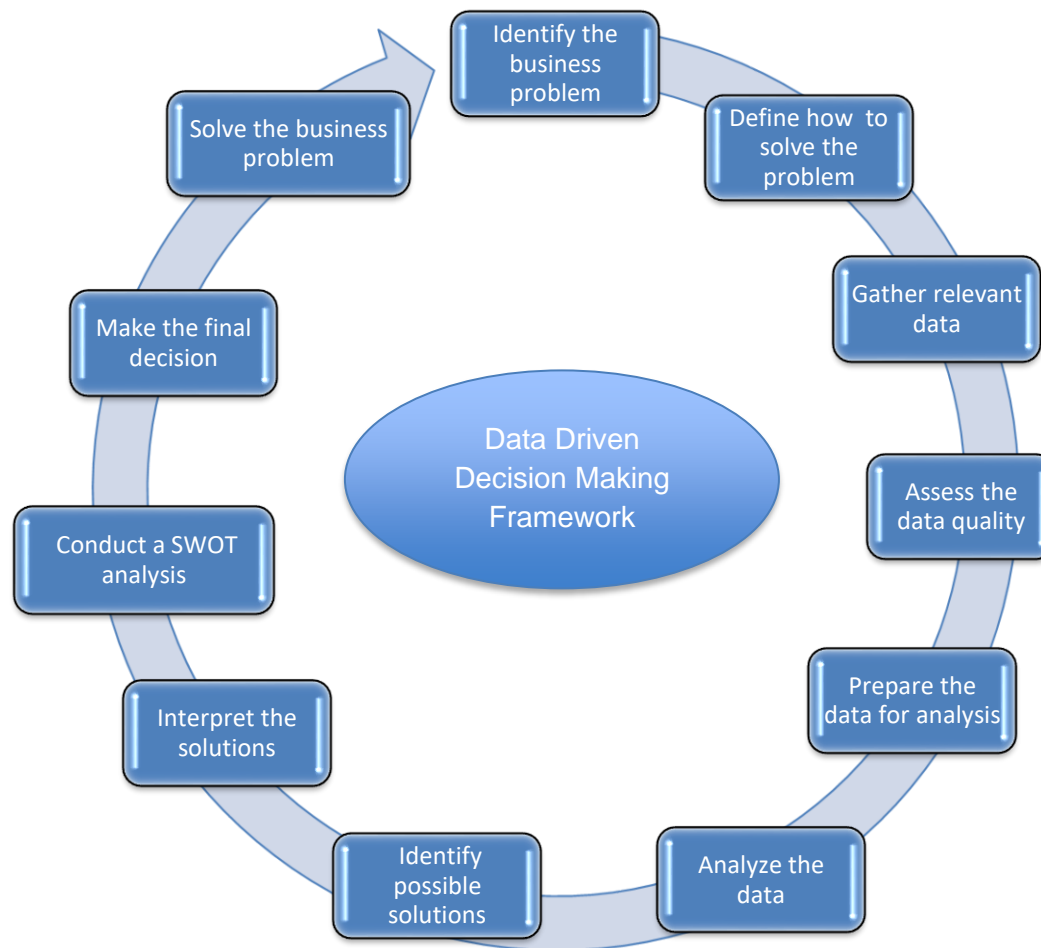 Identify the
business
problem
Define how  to
solve the
problem
Gather relevant
data
Assess the
data quality
Prepare the
data for analysis
Analyze the
data
Identify
possible
solutions
Interpret the
solutions
Conduct a SWOT
analysis
Make the final
decision
Solve the business
problem
Data Driven
Decision Making
Framework